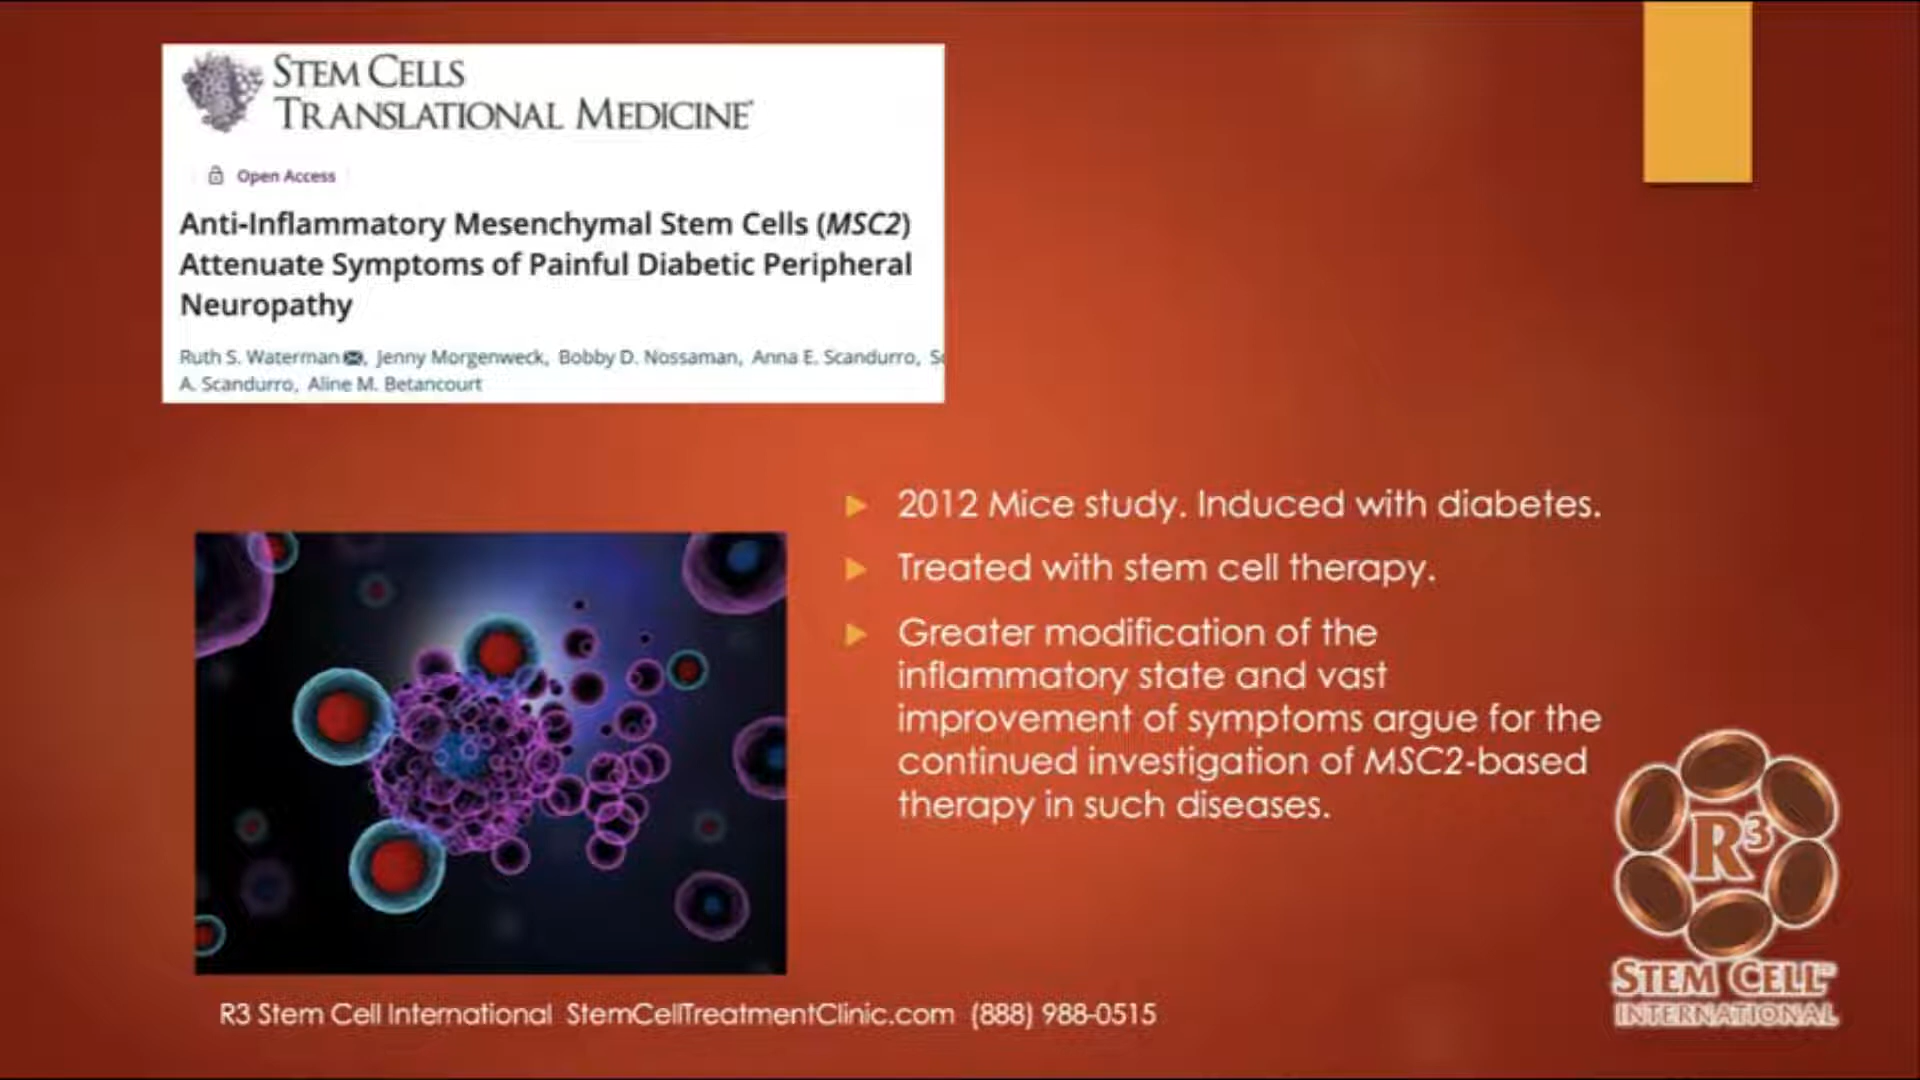 STEM CELLS
TRANSLATIONAL MEDICINE®
Open Access
Anti-Inflammatory Mesenchymal Stem Cells (MSC2)
Attenuate Symptoms of Painful Diabetic Peripheral
Neuropathy
Ruth S. Waterman, Jenny Morgenweck, Bobby D. Nossaman, Anna E. Scandurro,
A. Scandurro, Aline M. Betancourt
2012 Mice study. Induced with diabetes.
Treated with stem cell therapy.
Greater modification of the
inflammatory state and vast
improvement of symptoms argue for the
continued investigation of MSC2-based
therapy in such diseases.
R3
STEM CELL™
INTERNATIONAL
R3 Stem Cell International StemCellTreatmentClinic.com (888) 988-0515